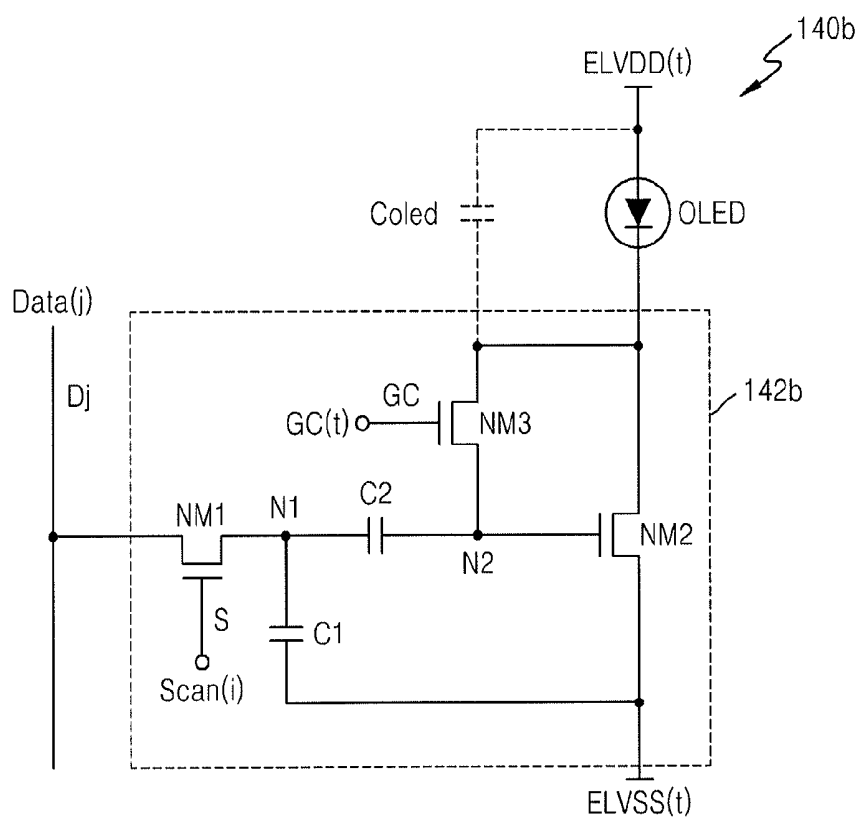 140b
ELVDD(t)
Coled
OLED
Data(j)
Dj
142b
GC
GC(t)
NM3
C2
NM1
N1
N2
NM2
S
C1
Scan(i)
ELVSS(t)